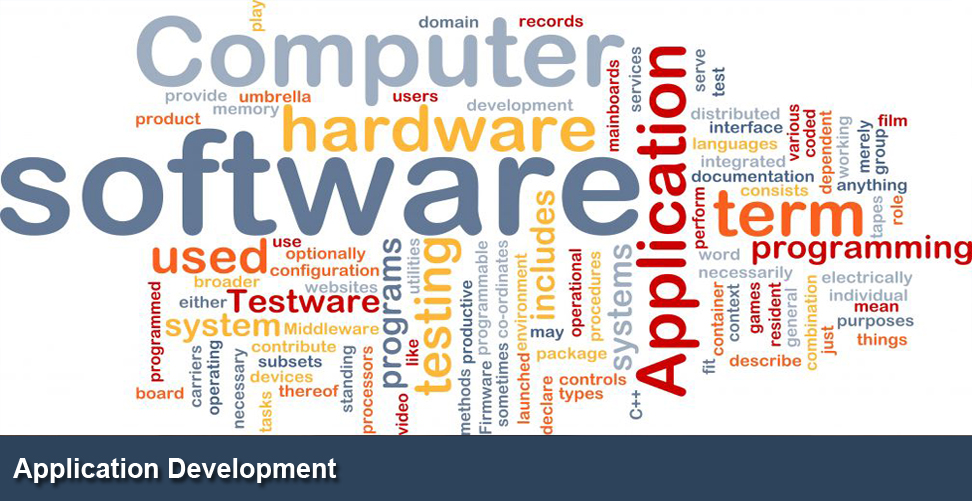 play
domain
records
Computer
services
serve
test
provide
umbrella
users
memory
development
mainboards
product
hardware
Application
distributed
interface
various
coded
dependent
working
merely
group
film
languages
integrated
software
documentation
anything
consists
perform
term
tapes
role
includes
used
use
optionally
configuration
programs
utilities
testing
programmable
co-ordinates
environment
operational
procedures
systems
word
programming
necessarily
broader
websites
programmed
either
Testware
electrically
container
context
games
resident
general
combination
individual
mean
system
Middleware
productive
may
purposes
just
things
carriers
operating
necessary
contribute
subsets
like
package
fit
describe
devices
standing
processors
board
tasks
thereof
video
methods
Firmware
sometimes
launched
declare
controls
types
C++
Application Development